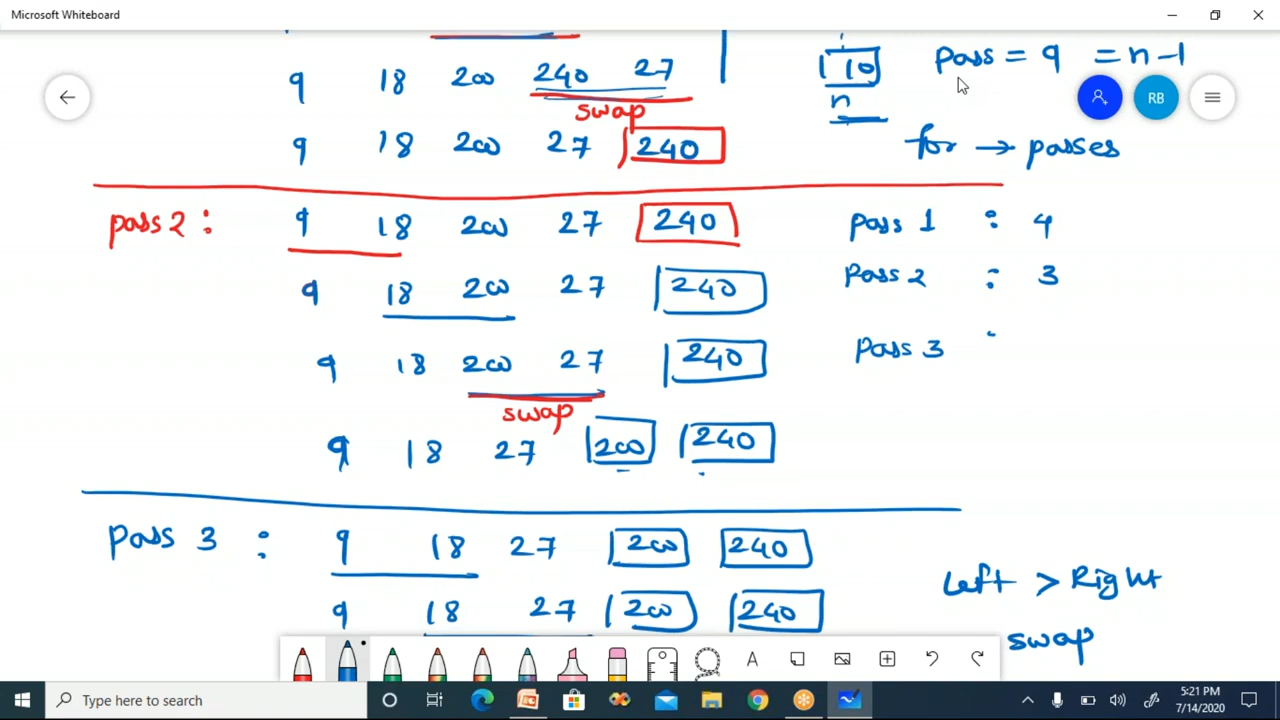 Microsoft Whiteboard
9 18 200 240 27
swap
9 18 200 27 240
10
n
pass = 9 = n-1
RB
for → passes
pass 2 : 9 18 200 27 240
9 18 200 27 240
9 18 200 27 240
swap
9 18 27 200 240
pass 1 : 4
pass 2 : 3
pass 3 :
pass 3 : 9 18 27 200 240
9 18 27 200 240
Left > Right
swap
A
Type here to search
5:21 PM
7/14/2020